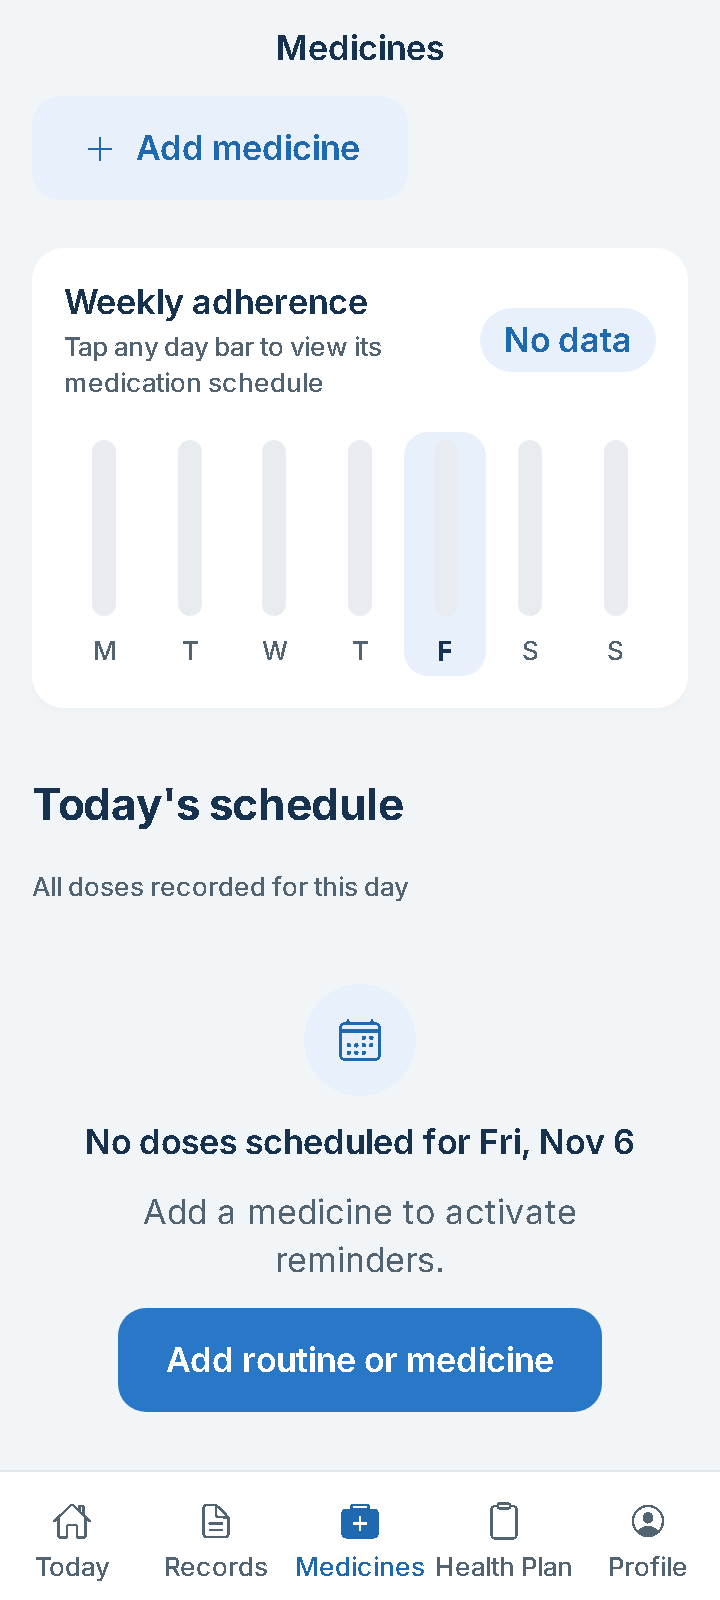 Medicines
Add medicine
Weekly adherence
Tap any day bar to view its
medication schedule
No data
M T W T F S S
Today's schedule
All doses recorded for this day
No doses scheduled for Fri, Nov 6
Add a medicine to activate
reminders.
Add routine or medicine
Today Records Medicines Health Plan Profile